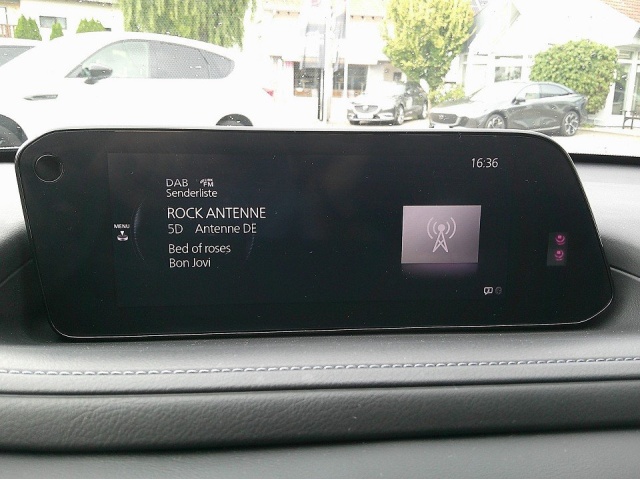 16:36
DAB FM
Senderliste
ROCK ANTENNE
5D Antenne DE
MENU
Bed of roses
Bon Jovi